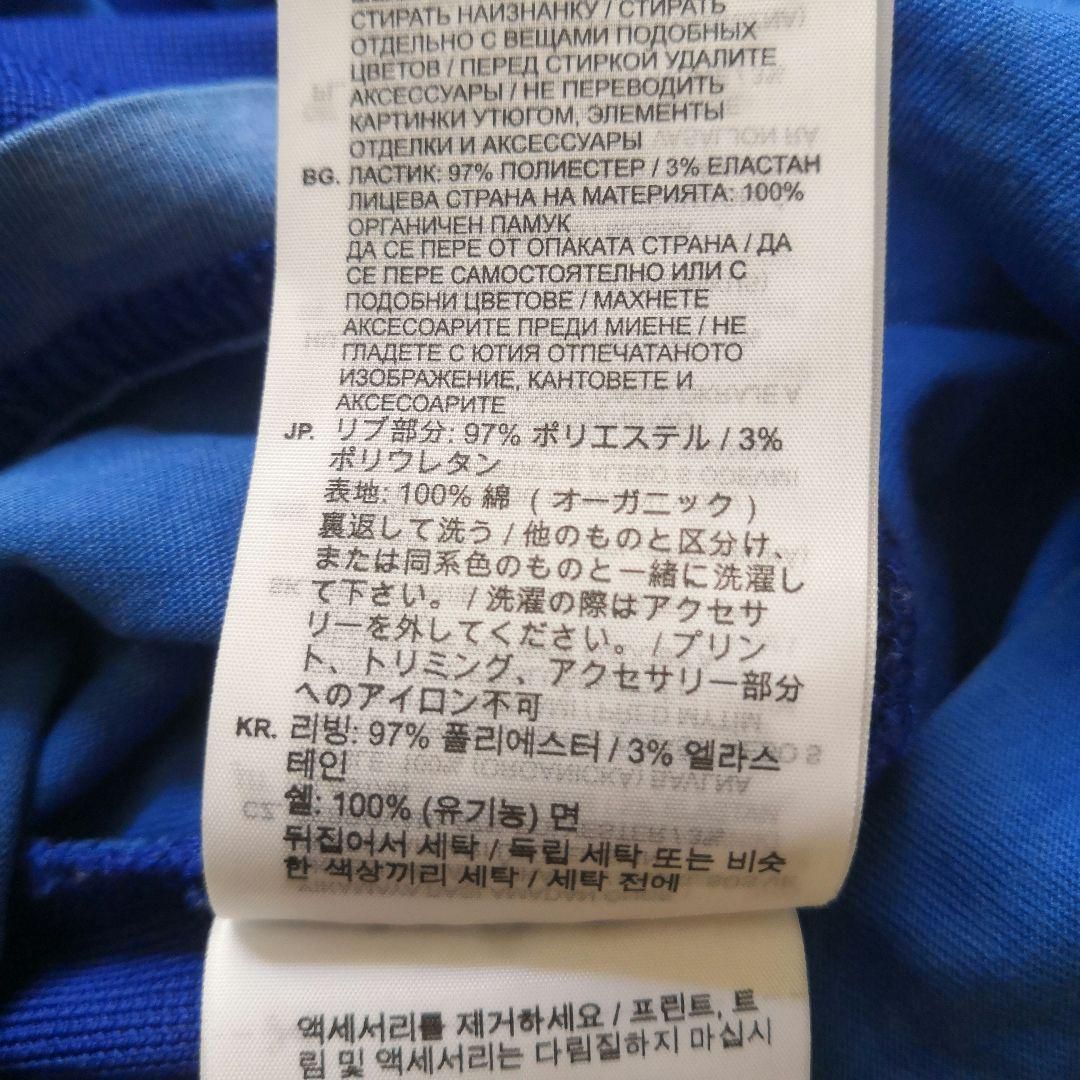 СТИРАТЬ НАИЗНАНКУ / СТИРАТЬ
ОТДЕЛЬНО С ВЕЩАМИ ПОДОБНЫХ
ЦВЕТОВ / ПЕРЕД СТИРКОЙ УДАЛИТЕ
АКСЕССУАРЫ / НЕ ПЕРЕВОДИТЬ
КАРТИНКИ УТЮГОМ, ЭЛЕМЕНТЫ
ОТДЕЛКИ И АКСЕССУАРЫ
BG. ЛАСТИК: 97% ПОЛИЕСТЕР / 3% ЕЛАСТАН
ЛИЦЕВА СТРАНА НА МАТЕРИЯТА: 100%
ОРГАНИЧЕН ПАМУК
ДА СЕ ПЕРЕ ОТ ОПАКАТА СТРАНА / ДА
СЕ ПЕРЕ САМОСТОЯТЕЛНО ИЛИ С
ПОДОБНИ ЦВЕТОВЕ / МАХНЕТЕ
АКСЕСОАРИТЕ ПРЕДИ МИЕНЕ / НЕ
ГЛАДЕТЕ С ЮТИЯ ОТПЕЧАТАНОТО
ИЗОБРАЖЕНИЕ, КАНТОВЕТЕ И
АКСЕСОАРИТЕ
JP. リブ部分: 97% ポリエステル / 3%
ポリウレタン
表地: 100% 綿 ( オーガニック )
裏返して洗う / 他のものと区分け、
または同系色のものと一緒に洗濯し
て下さい。 / 洗濯の際はアクセサ
リーを外してください。 / プリン
ト、トリミング、アクセサリー部分
へのアイロン不可
KR. 리빙: 97% 폴리에스터 / 3% 엘라스
테인
쉘: 100% (유기농) 면
뒤집어서 세탁 / 독립 세탁 또는 비슷
한 색상끼리 세탁 / 세탁 전에
액세서리를 제거하세요 / 프린트, 트
림 및 액세서리는 다림질하지 마십시